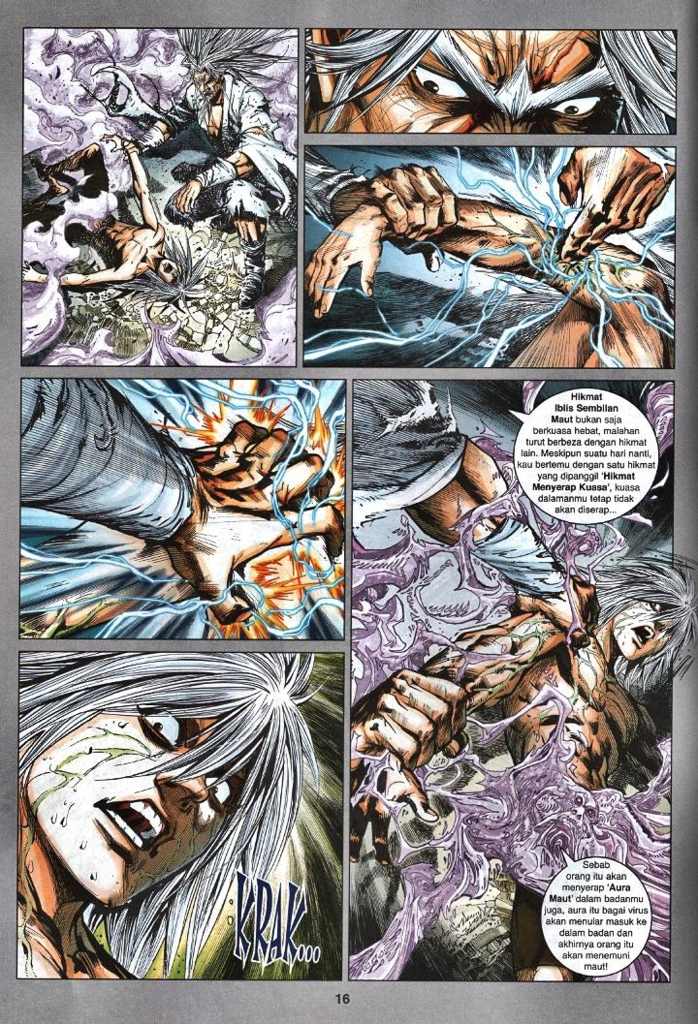 Hikmat
Iblis Sembilan
Maut bukan saja
berkuasa hebat, malahan
turut berbeza dengan hikmat
lain. Meskipun suatu hari nanti,
kau bertemu dengan satu hikmat
yang dipanggil 'Hikmat
Menyerap Kuasa', kuasa
dalamanmu tetap tidak
akan diserap...
KRAK...
Sebab
orang itu akan
menyerap 'Aura
Maut' dalam badanmu
juga, aura itu bagai virus
akan menular masuk ke
dalam badan dan
akhirnya orang itu
akan menemui
maut!
16